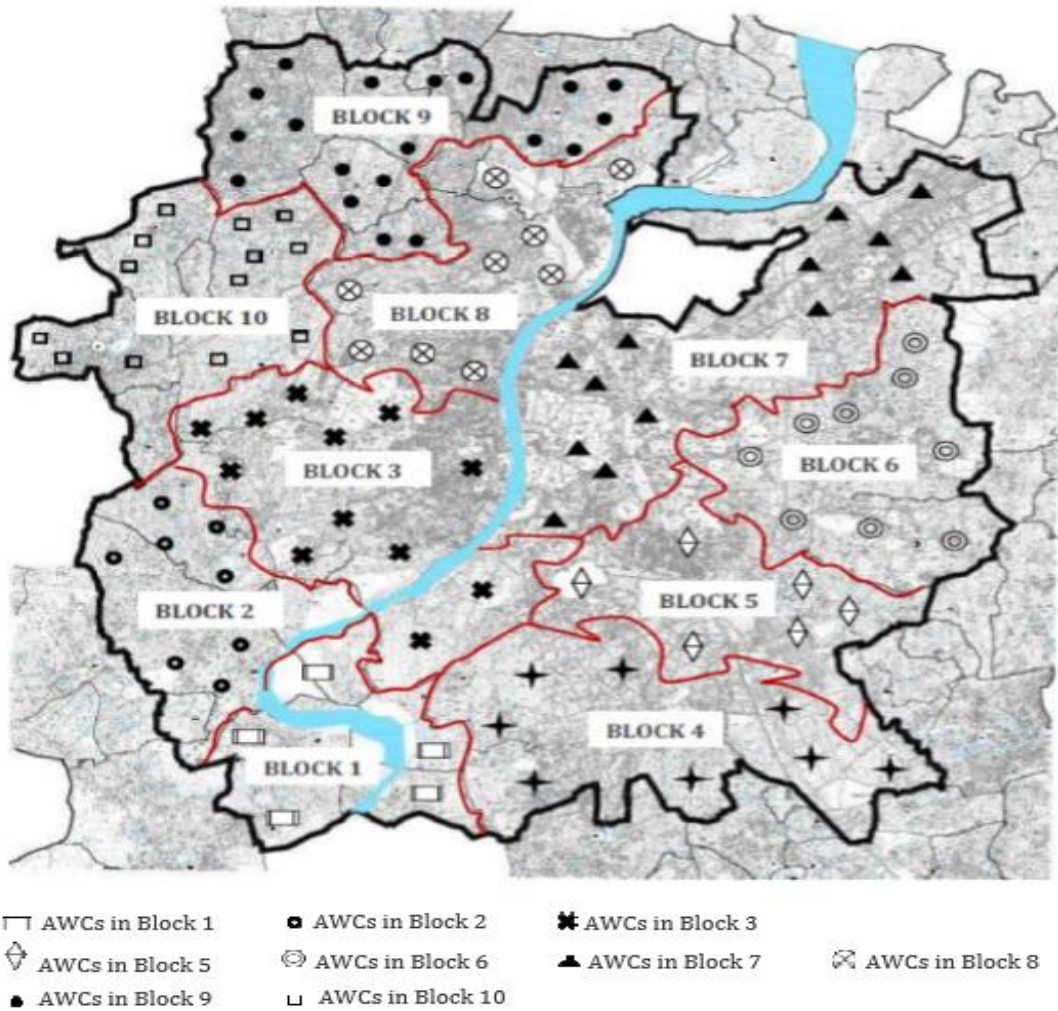 BLOCK 9
BLOCK 10
BLOCK 8
BLOCK 7
BLOCK 3
BLOCK 6
BLOCK 2
BLOCK 5
BLOCK 4
BLOCK 1
AWCs in Block 1 AWCs in Block 2 AWCs in Block 3
AWCs in Block 5 AWCs in Block 6 AWCs in Block 7 AWCs in Block 8
AWCs in Block 9 AWCs in Block 10